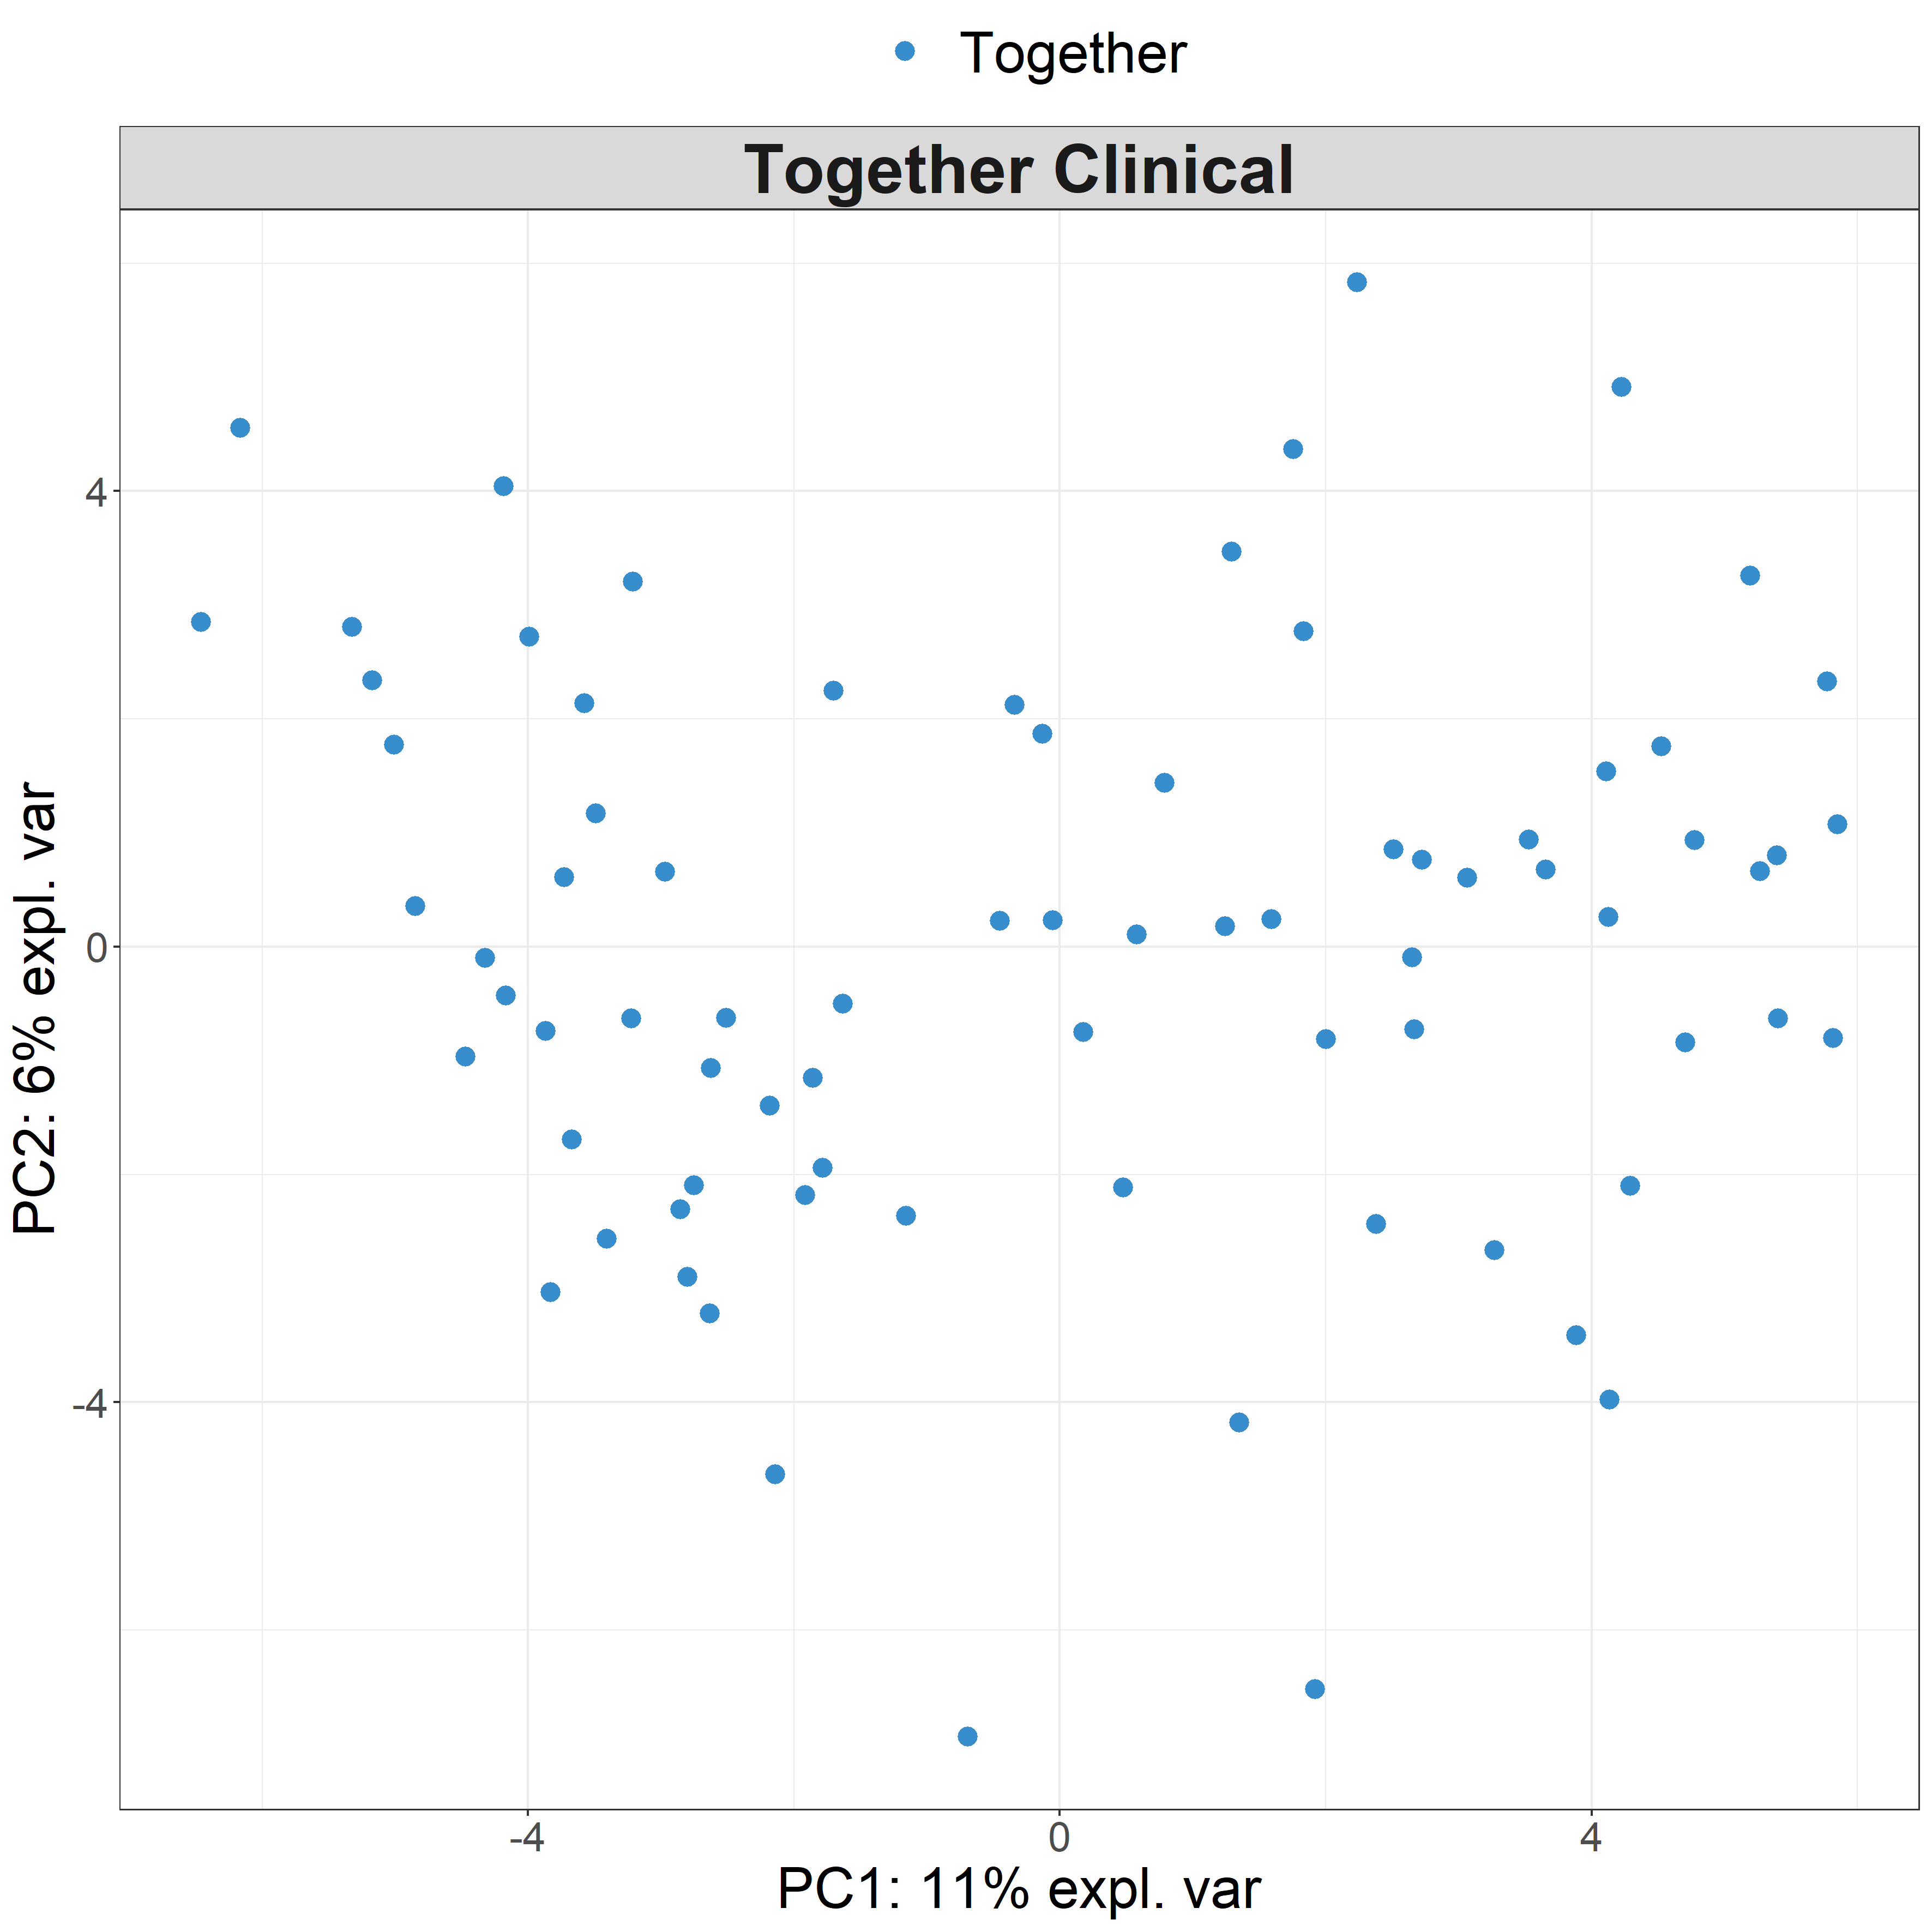 Together
Together Clinical
4
0
-4
PC2: 6% expl. var
-4
0
4
PC1: 11% expl. var